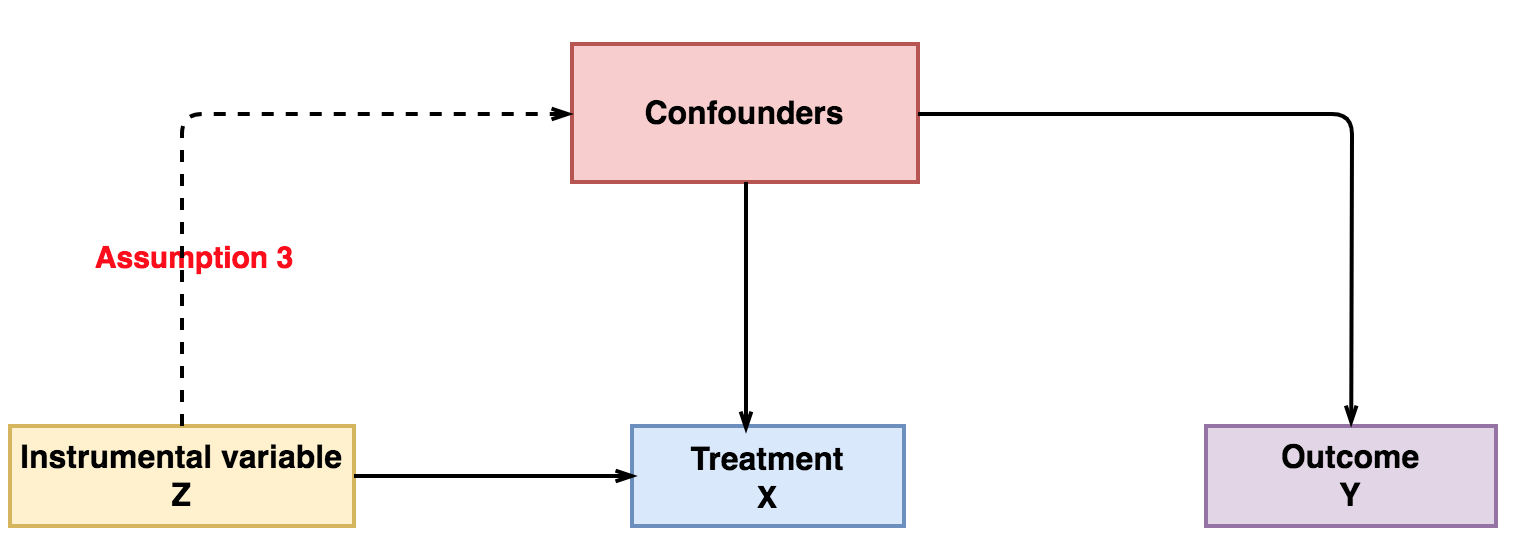 Confounders
Assumption 3
Instrumental variable
Z
Treatment
X
Outcome
Y